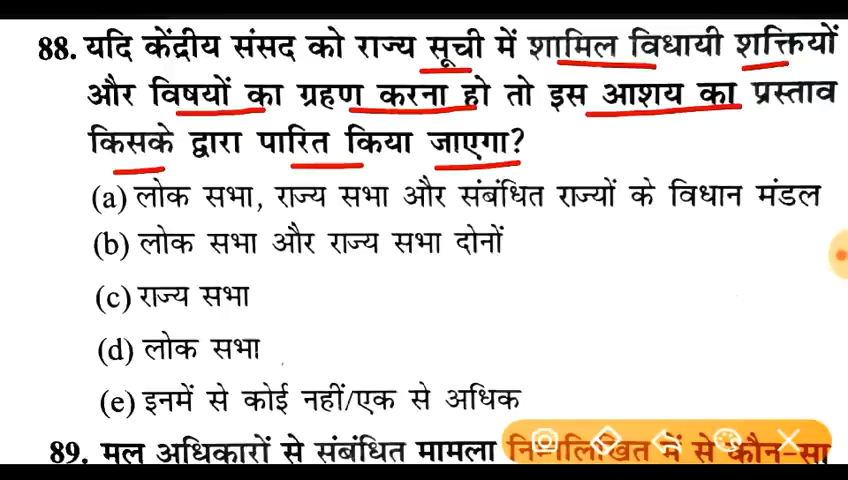 88. यदि केंद्रीय संसद को राज्य सूची में शामिल विधायी शक्तियों
और विषयों का ग्रहण करना हो तो इस आशय का प्रस्ताव
किसके द्वारा पारित किया जाएगा?
(a) लोक सभा, राज्य सभा और संबंधित राज्यों के विधान मंडल
(b) लोक सभा और राज्य सभा दोनों
(c) राज्य सभा
(d) लोक सभा
(e) इनमें से कोई नहीं/एक से अधिक
89. मूल अधिकारों से संबंधित मामला निम्नलिखित में से कौन-सा